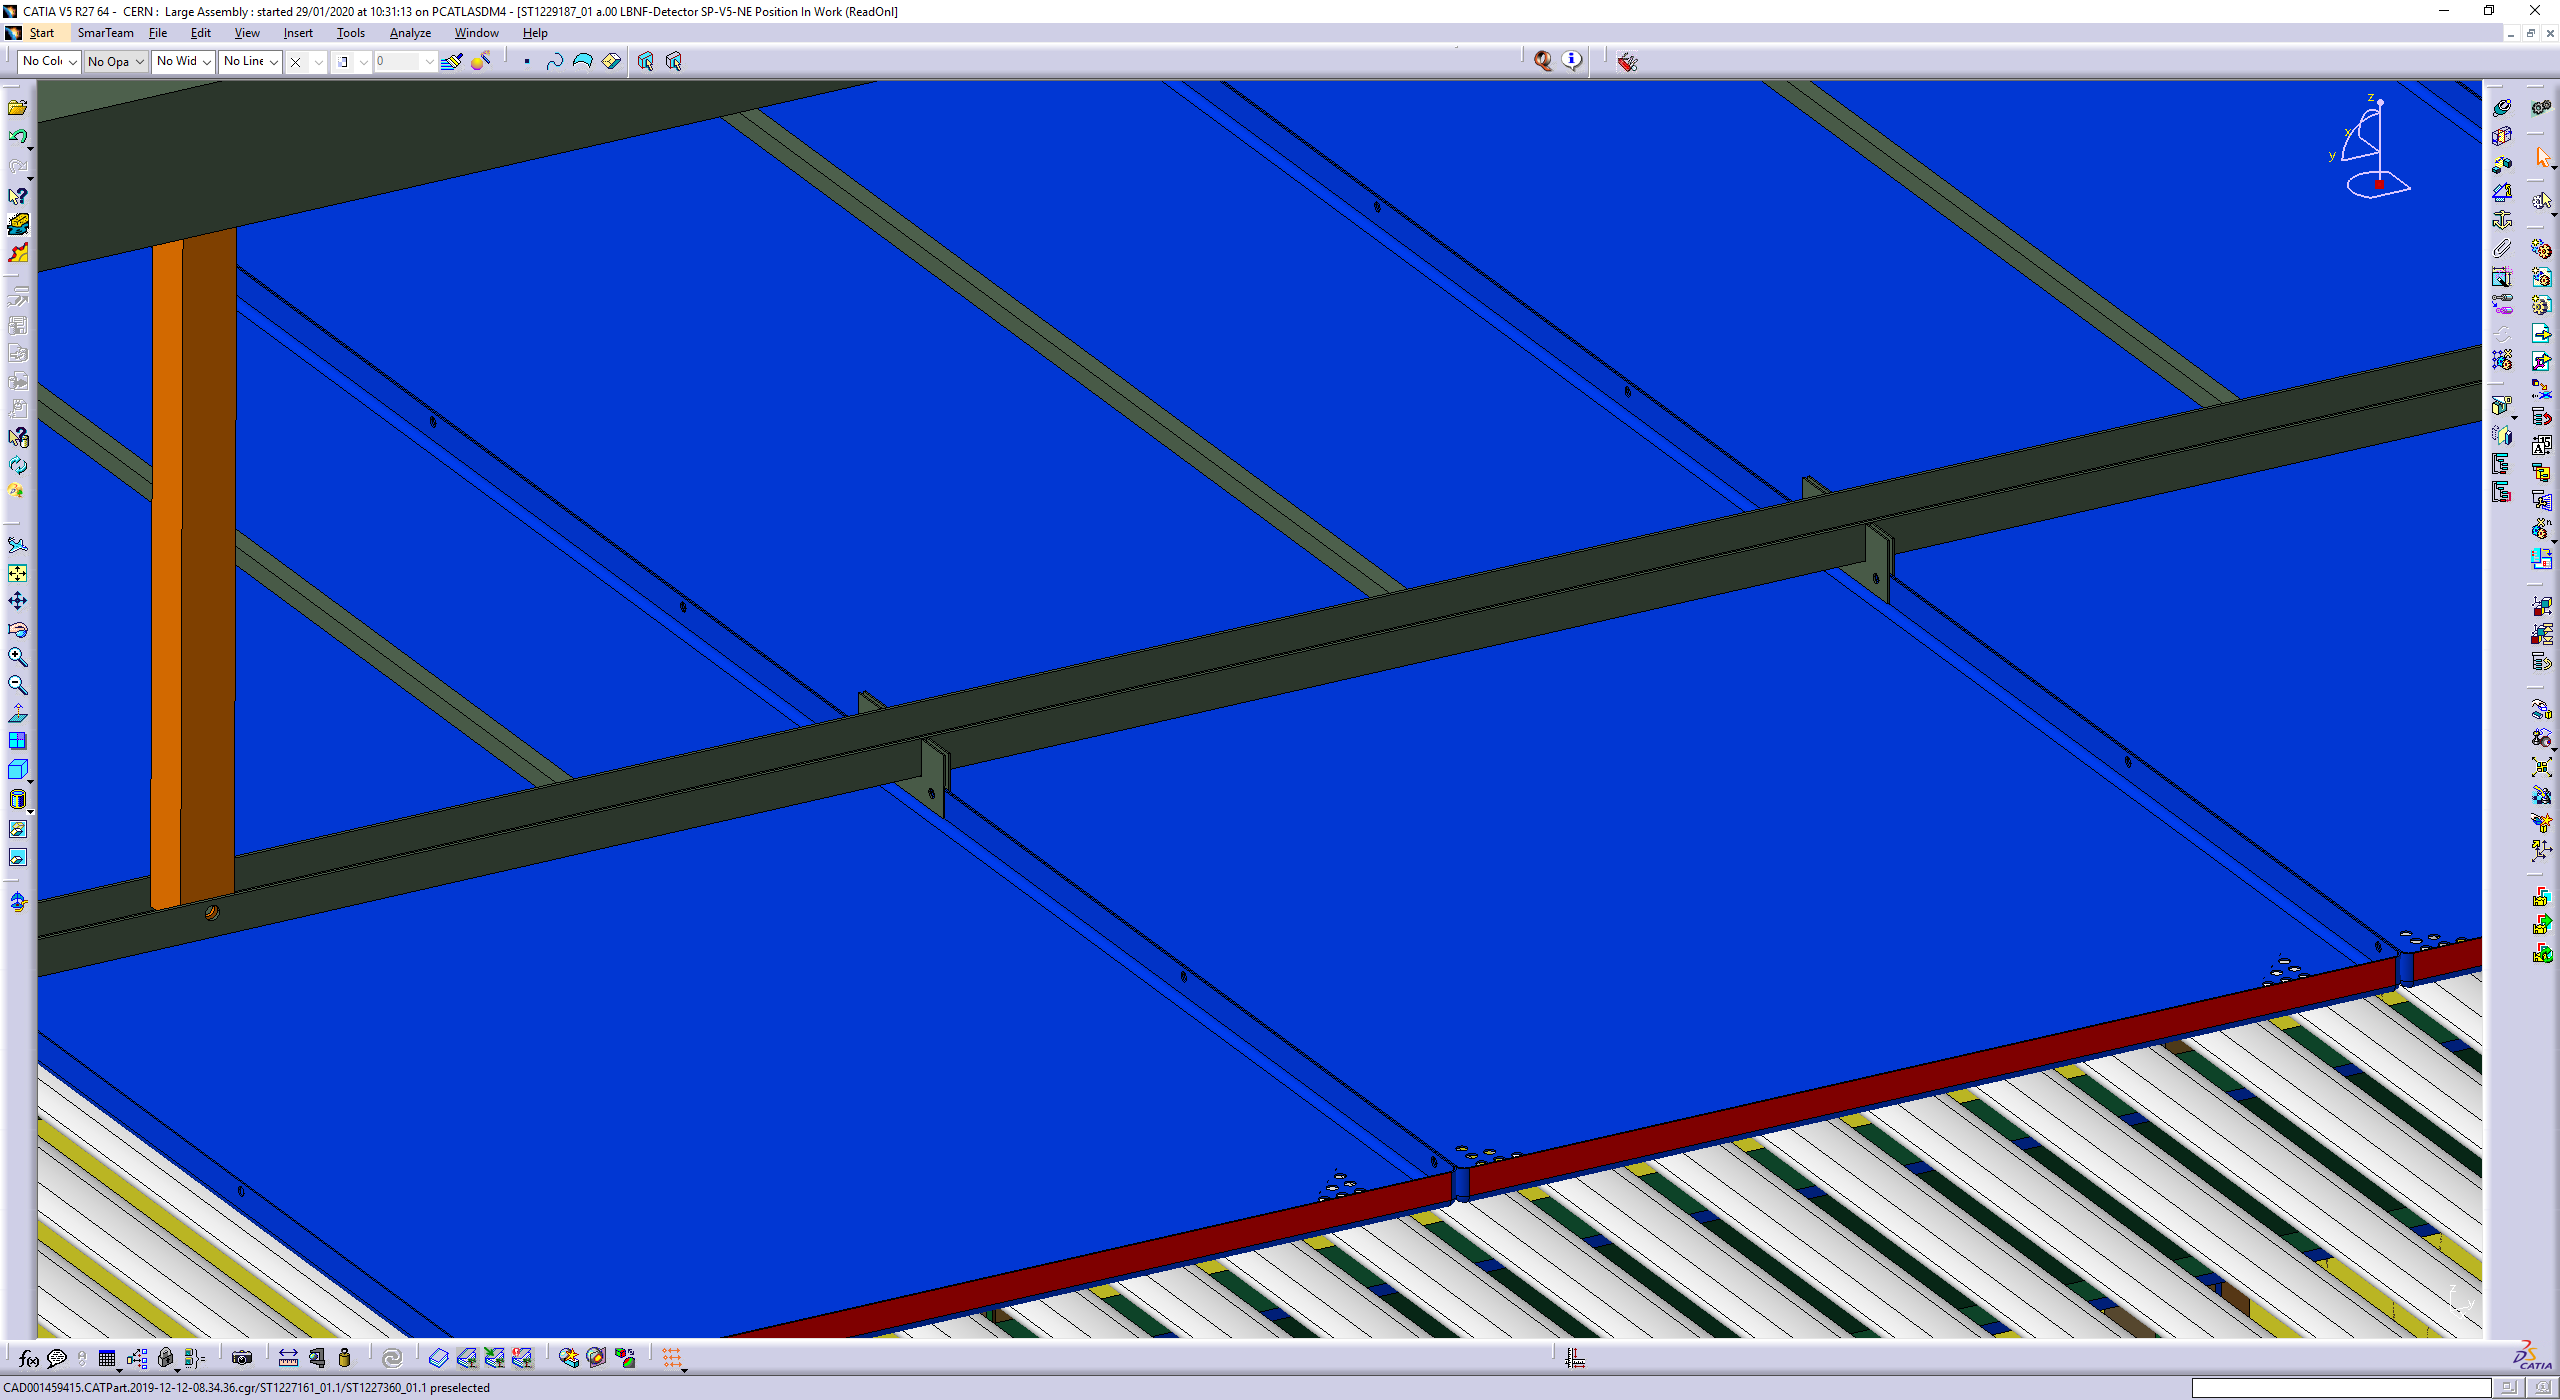 CATIA V5 R27 64 - CERN : Large Assembly : started 29/01/2020 at 10:31:13 on PCATLASDM4 - [ST1229187_01 a.00 LBNF-Detector SP-V5-NE Position In Work (ReadOnl]
Start SmarTeam File Edit View Insert Tools Analyze Window Help
No Col No Opa No Wid No Line 0
z
x
y
z
y
f(x)
DS
CATIA
CAD001459415.CATPart.2019-12-12-08.34.36.cgr/ST1227161_01.1/ST1227360_01.1 preselected